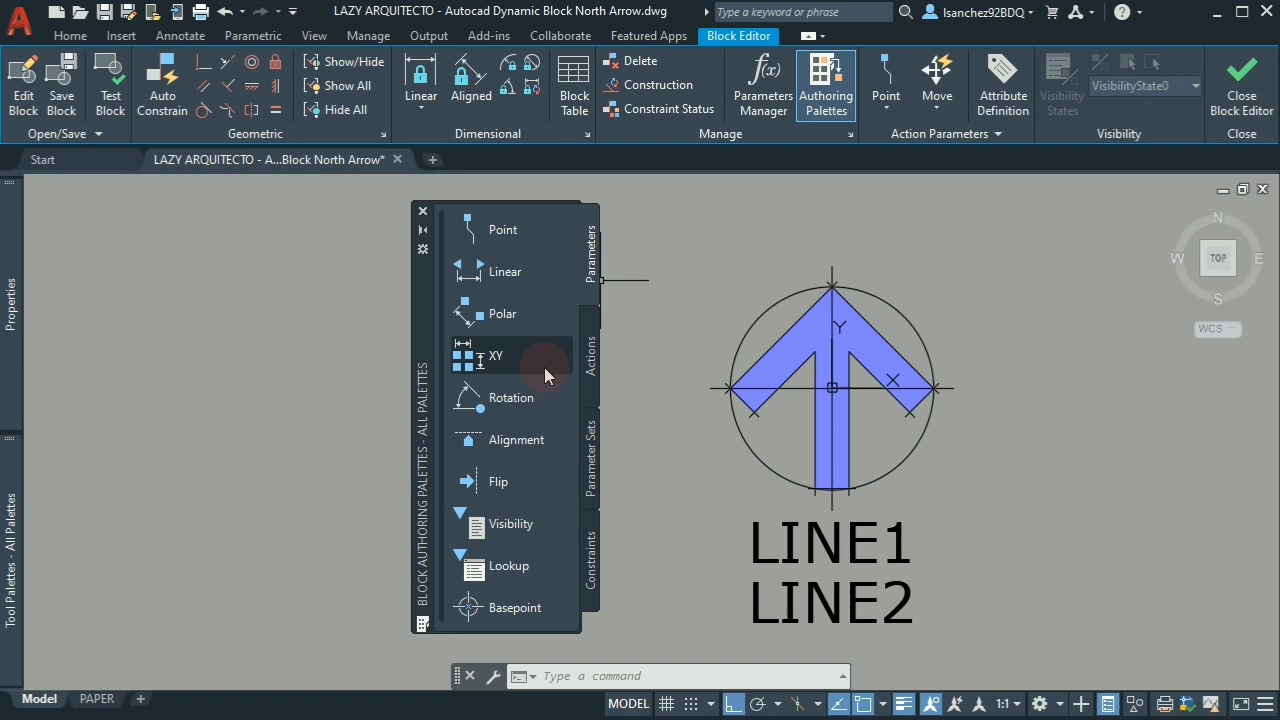 LAZY ARQUITECTO - Autocad Dynamic Block North Arrow.dwg
Type a keyword or phrase
lsanchez92BDQ
Home Insert Annotate Parametric View Manage Output Add-ins Collaborate Featured Apps Block Editor
Edit Block
Save Block
Test Block
Open/Save
Auto Constrain
Show/Hide
Show All
Hide All
Geometric
Linear
Aligned
Block Table
Dimensional
Delete
Construction
Constraint Status
Parameters Manager
Authoring Palettes
Manage
Point
Move
Attribute Definition
Action Parameters
Visibility States
VisibilityState0
Visibility
Close Block Editor
Close
Start
LAZY ARQUITECTO - A...Block North Arrow*
Properties
Tool Palettes - All Palettes
BLOCK AUTHORING PALETTES - ALL PALETTES
Point
Linear
Polar
XY
Rotation
Alignment
Flip
Visibility
Lookup
Basepoint
Parameters
Actions
Parameter Sets
Constraints
Y
X
LINE1
LINE2
N
W TOP E
S
WCS
Type a command
Model PAPER
MODEL
1:1